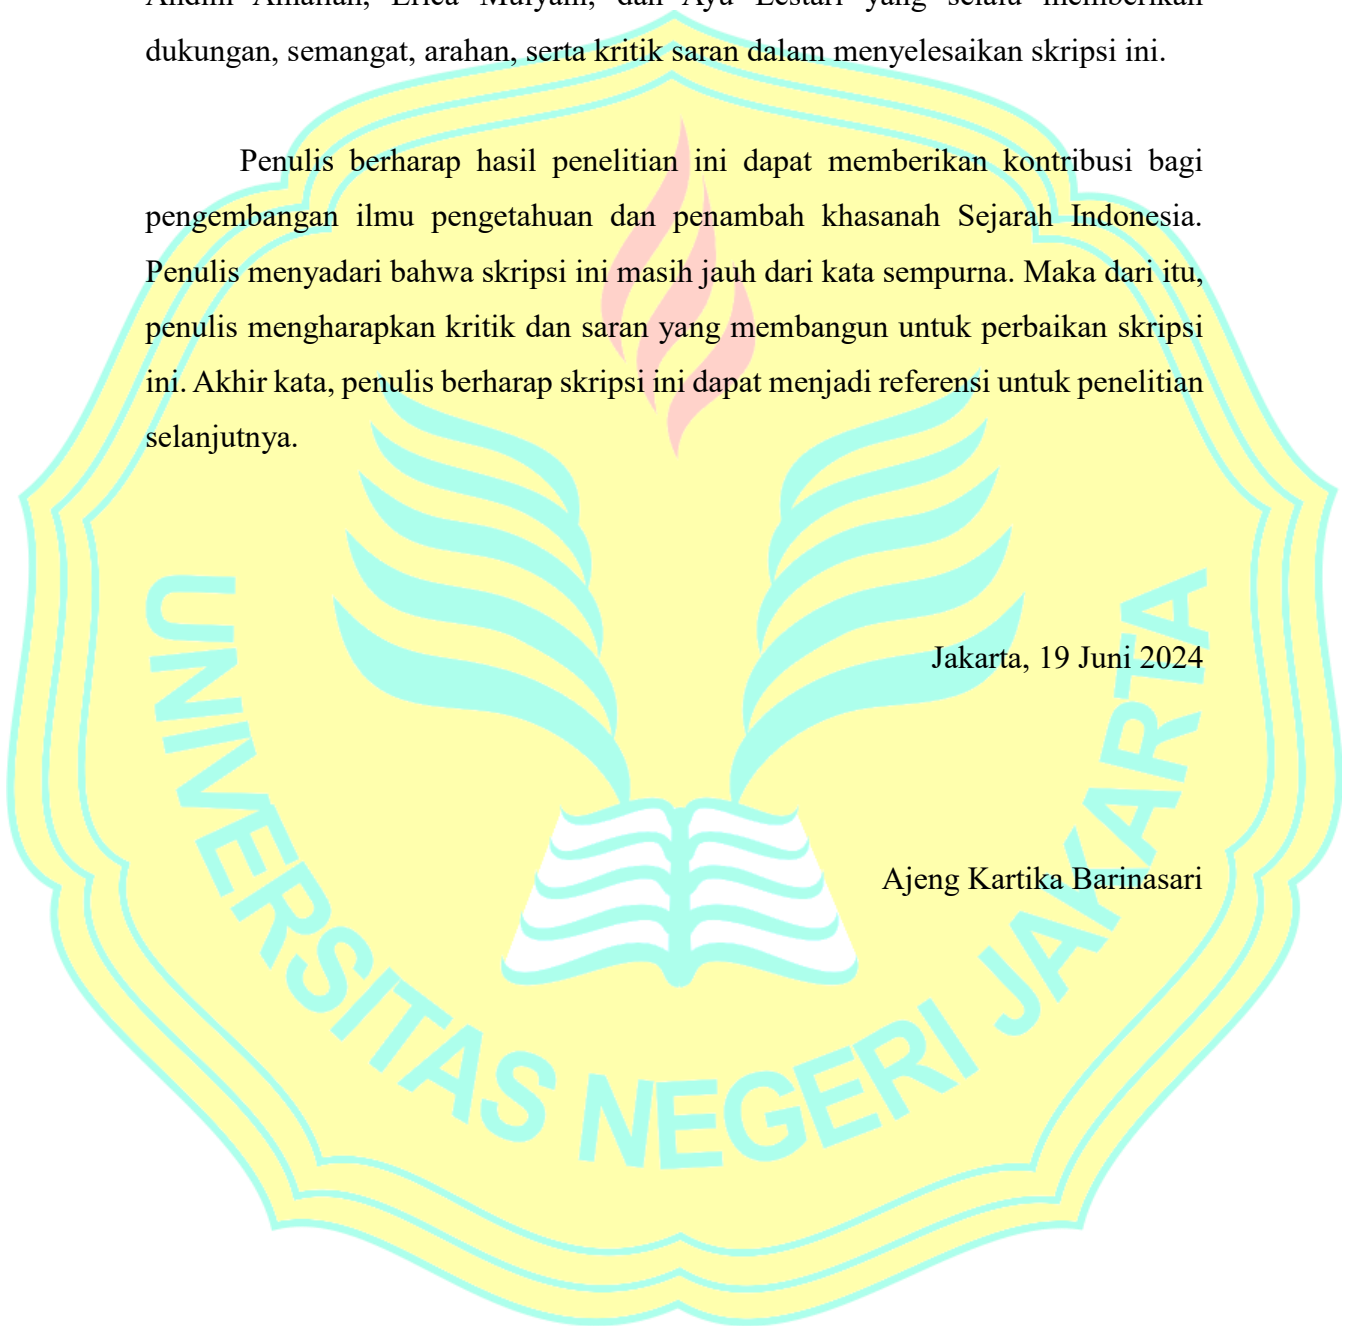 dukungan, semangat, arahan, serta kritik saran dalam menyelesaikan skripsi ini.
Penulis berharap hasil penelitian ini dapat memberikan kontribusi bagi
pengembangan ilmu pengetahuan dan penambah khasanah Sejarah Indonesia.
Penulis menyadari bahwa skripsi ini masih jauh dari kata sempurna. Maka dari itu,
penulis mengharapkan kritik dan saran yang membangun untuk perbaikan skripsi
ini. Akhir kata, penulis berharap skripsi ini dapat menjadi referensi untuk penelitian
selanjutnya.
Jakarta, 19 Juni 2024
Ajeng Kartika Barinasari
UNIVERSITAS NEGERI JAKARTA